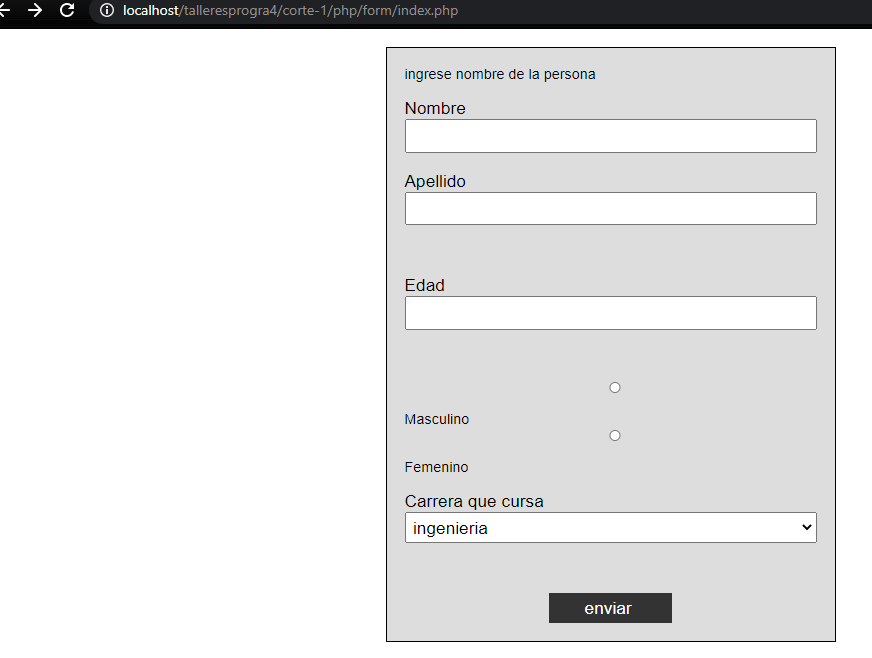 localhost/talleresprogra4/corte-1/php/form/index.php
ingrese nombre de la persona
Nombre
Apellido
Edad
Masculino
Femenino
Carrera que cursa
ingenieria
enviar